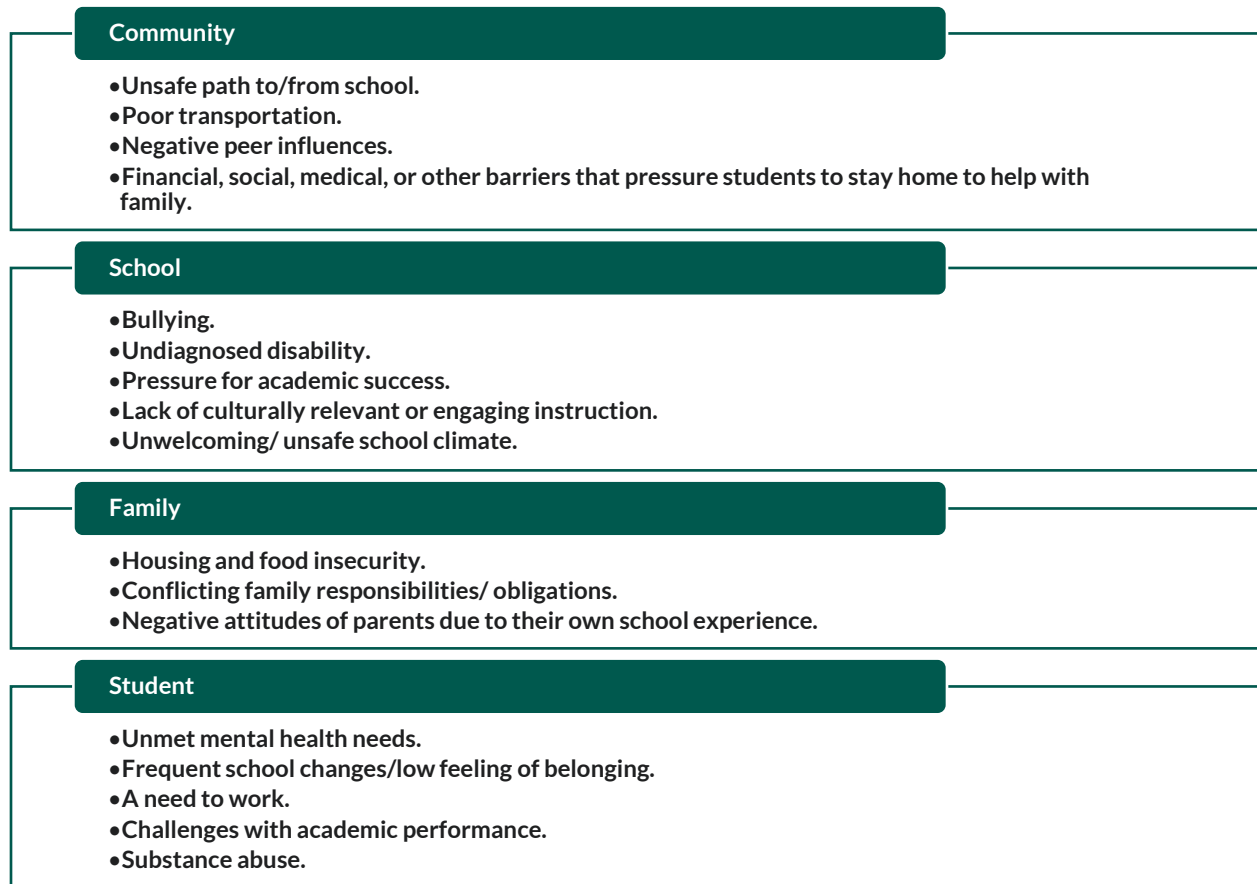 Community
•Unsafe path to/from school.
•Poor transportation.
•Negative peer influences.
•Financial, social, medical, or other barriers that pressure students to stay home to help with
family.
School
•Bullying.
•Undiagnosed disability.
•Pressure for academic success.
•Lack of culturally relevant or engaging instruction.
•Unwelcoming/ unsafe school climate.
Family
•Housing and food insecurity.
•Conflicting family responsibilities/ obligations.
•Negative attitudes of parents due to their own school experience.
Student
•Unmet mental health needs.
•Frequent school changes/low feeling of belonging.
•A need to work.
•Challenges with academic performance.
•Substance abuse.